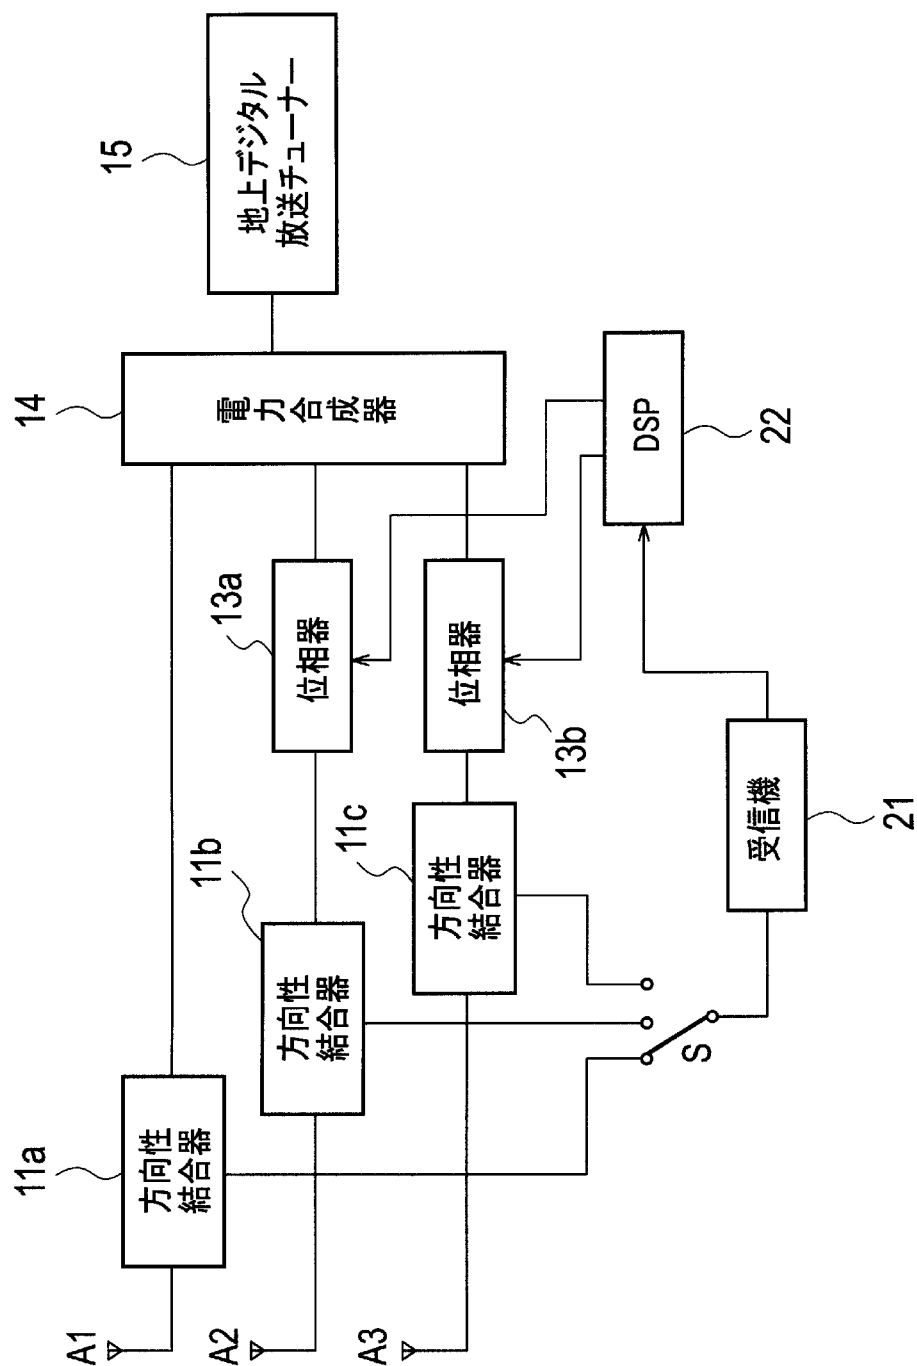 A1
11a
方向性
結合器
A2
11b
方向性
結合器
A3
11c
方向性
結合器
13a
位相器
位相器
13b
14
電力合成器
15
地上デジタル
放送チューナー
S
受信機
21
DSP
22